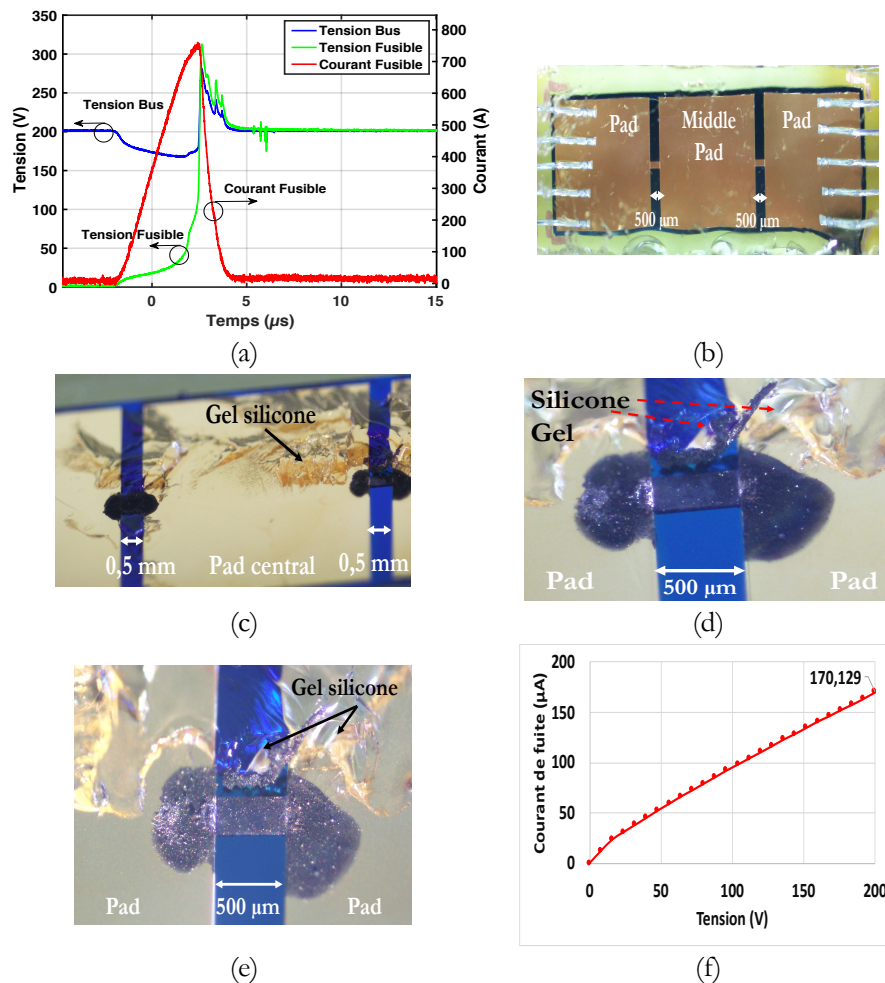 350
300
250
200
150
100
50
0
Tension (V)
800
700
600
500
400
300
200
100
0
Courant (A)
Tension Bus
Tension Fusible
Courant Fusible
Tension Bus
Courant Fusible
Tension Fusible
0
5
10
15
Temps (µs)
(a)
Pad
Middle
Pad
Pad
500 µm
500 µm
(b)
Gel silicone
0,5 mm
Pad central
0,5 mm
(c)
Silicone
Gel
Pad
500 µm
Pad
(d)
Gel silicone
Pad
500 µm
Pad
(e)
200
150
100
50
0
Courant de fuite (µA)
170,129
0
50
100
150
200
Tension (V)
(f)